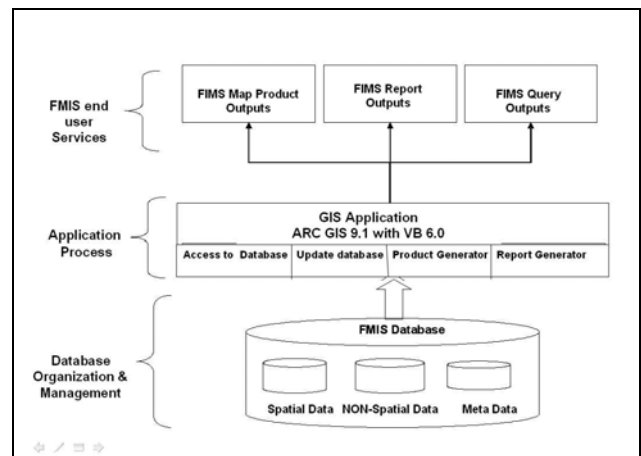 FMIS end
user
Services
FIMS Map Product
Outputs
FIMS Report
Outputs
FIMS Query
Outputs
Application
Process
GIS Application
ARC GIS 9.1 with VB 6.0
Access to Database
Update database
Product Generator
Report Generator
Database
Organization &
Management
FMIS Database
Spatial Data
NON-Spatial Data
Meta Data